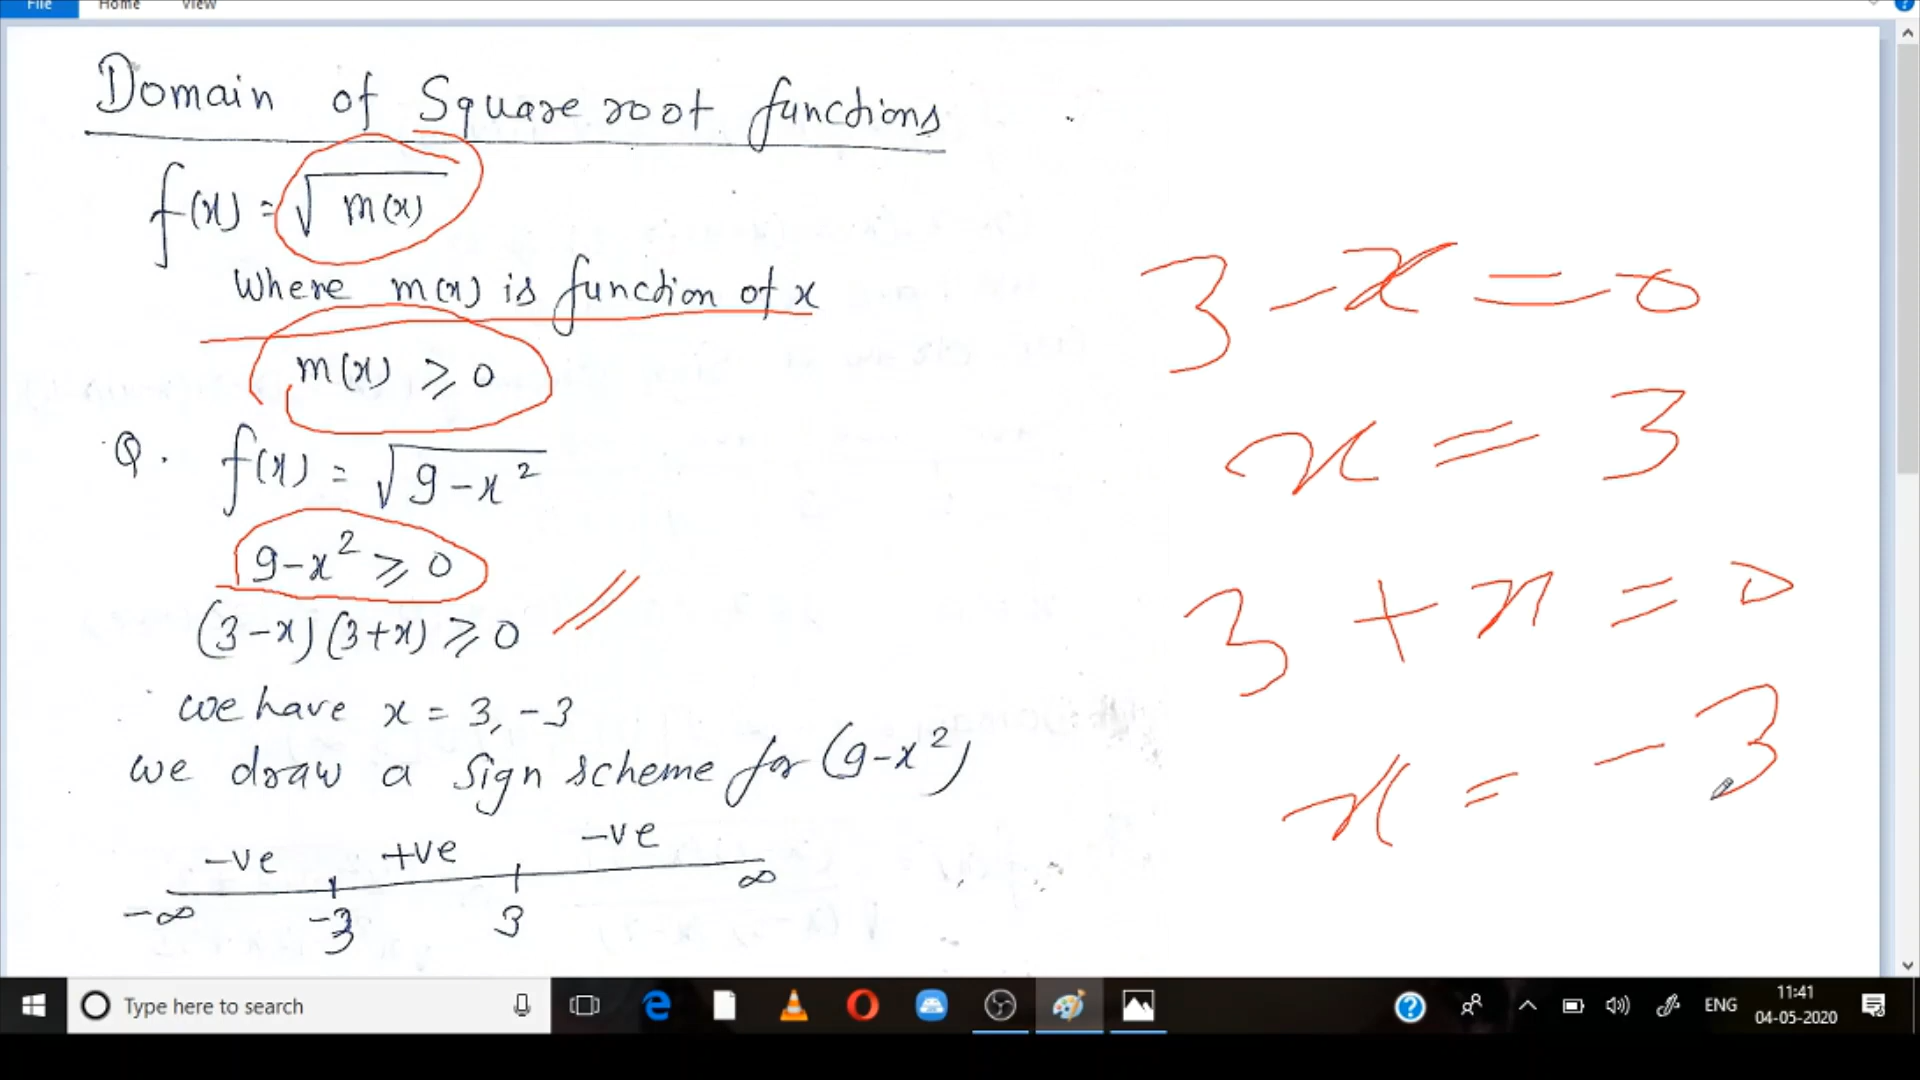 File Home View
Domain of Square root functions
f(x) = √m(x)
Where m(x) is function of x
m(x) ⩾ 0
Q. f(x) = √9-x²
9-x² ⩾ 0
(3-x)(3+x) ⩾ 0
we have x = 3, -3
we draw a sign scheme for (9-x²)
-ve +ve -ve
-∞ -3 3 ∞
3-x=0
x=3
3+x=0
x=-3
Type here to search
ENG
11:41
04-05-2020